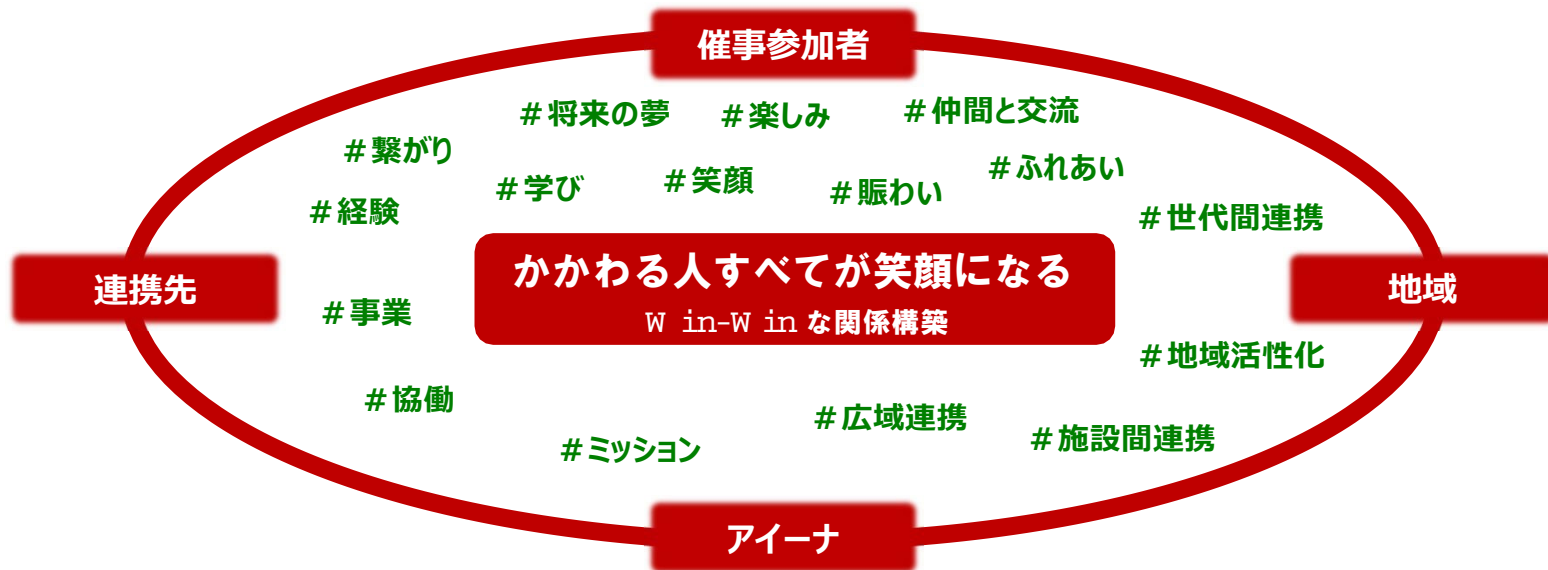 催事参加者
#将来の夢
#楽しみ
#仲間と交流
#繋がり
#学び
#笑顔
#賑わい
#ふれあい
#経験
#世代間連携
かかわる人すべてが笑顔になる
Win-Winな関係構築
連携先
地域
#事業
#地域活性化
#協働
#広域連携
#施設間連携
#ミッション
アイーナ